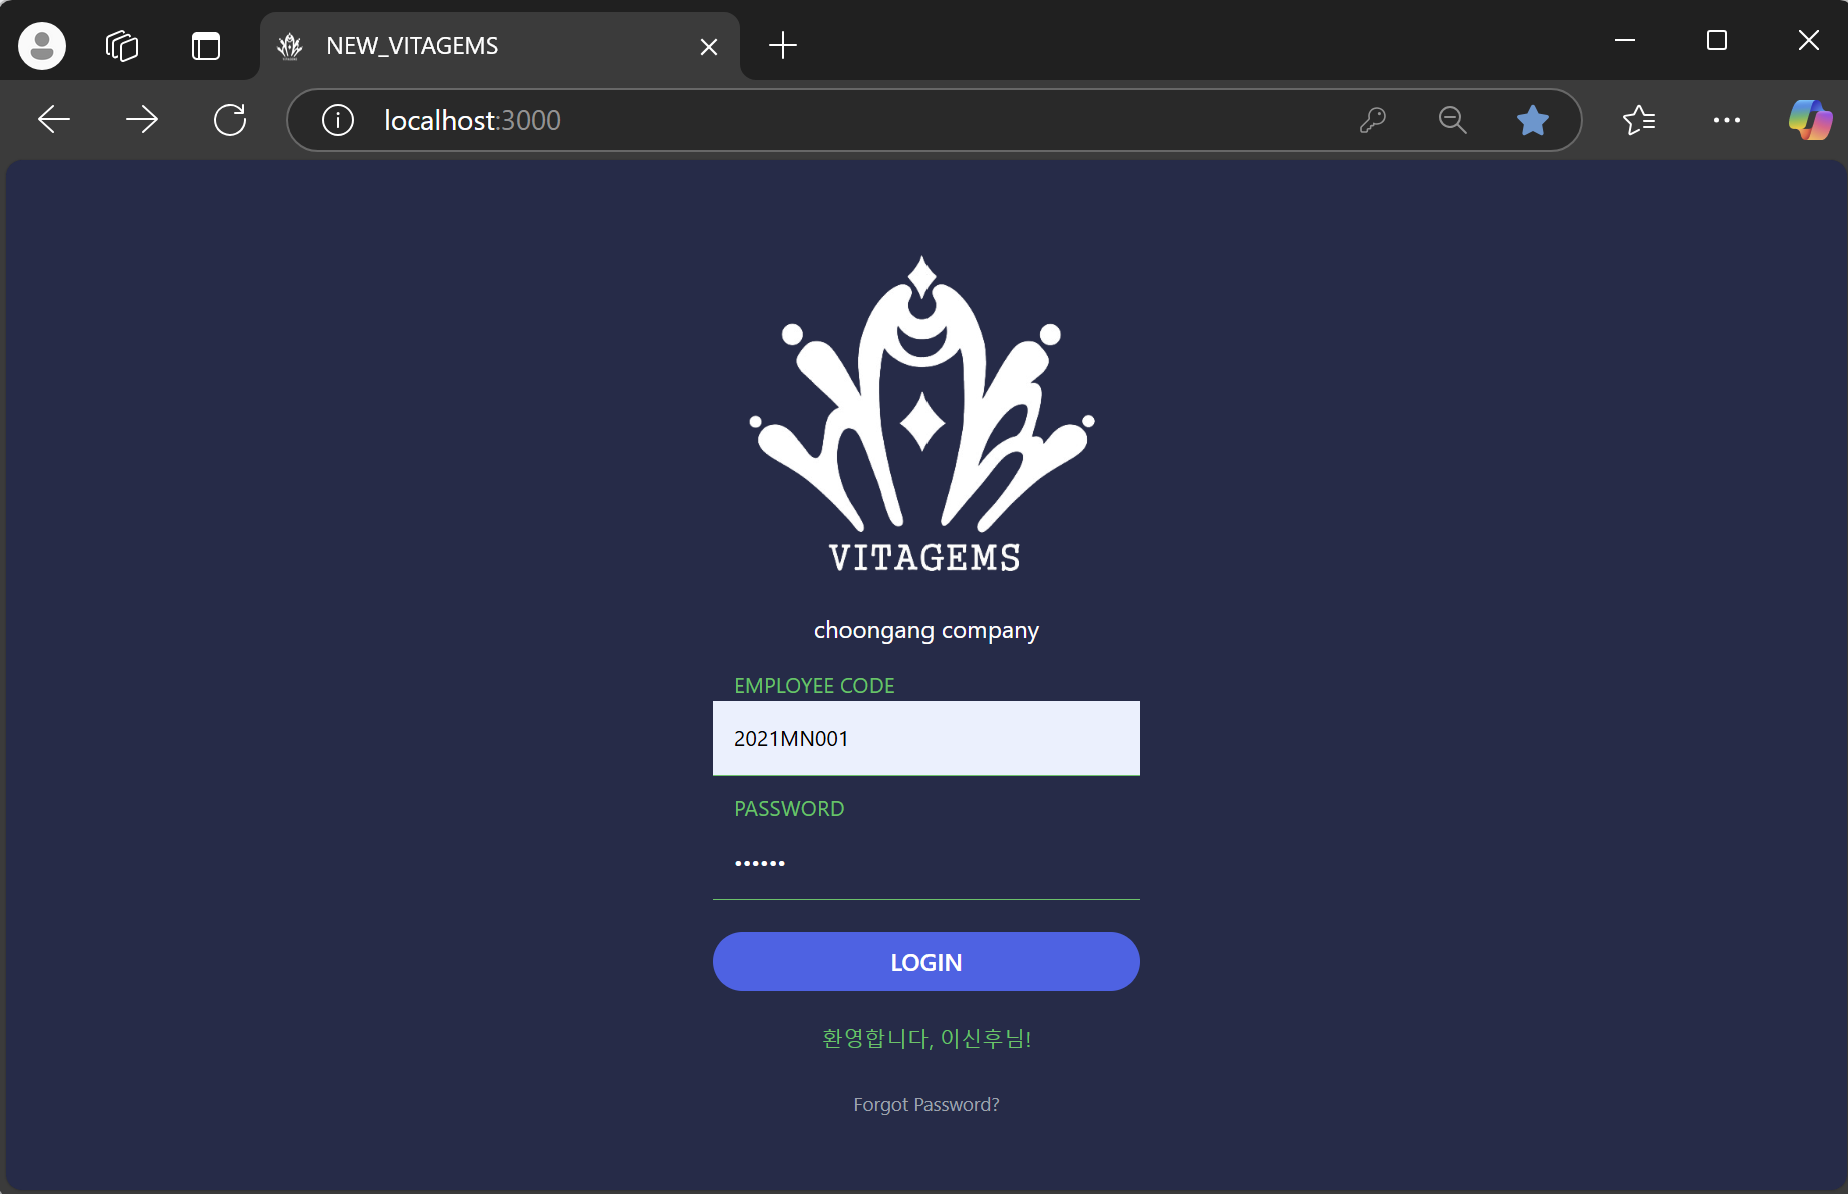 NEW_VITAGEMS
localhost:3000
VITAGEMS
choongang company
EMPLOYEE CODE
2021MN001
PASSWORD
••••••
LOGIN
환영합니다, 이신후님!
Forgot Password?